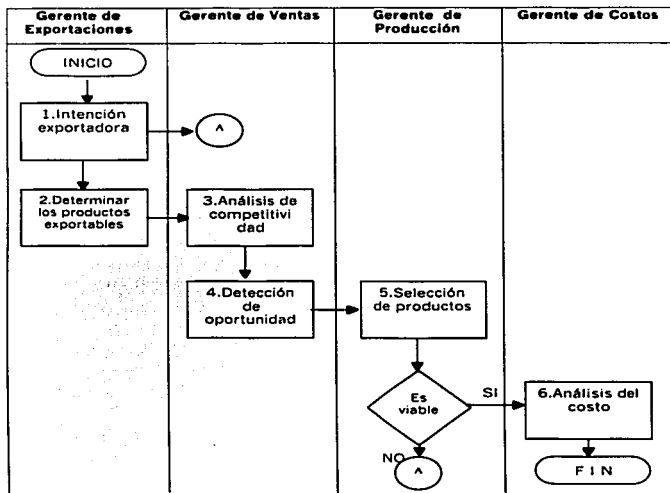 Gerente de
Exportaciones
Gerente de Ventas
Gerente de
Producción
Gerente de Costos
INICIO
1.Intención
exportadora
^
2.Determinar
los productos
exportables
3.Análisis de
competitivi
dad
4.Detección
de
oportunidad
5.Selección
de productos
Es
viable
SI
6.Análisis del
costo
NO
^
FIN